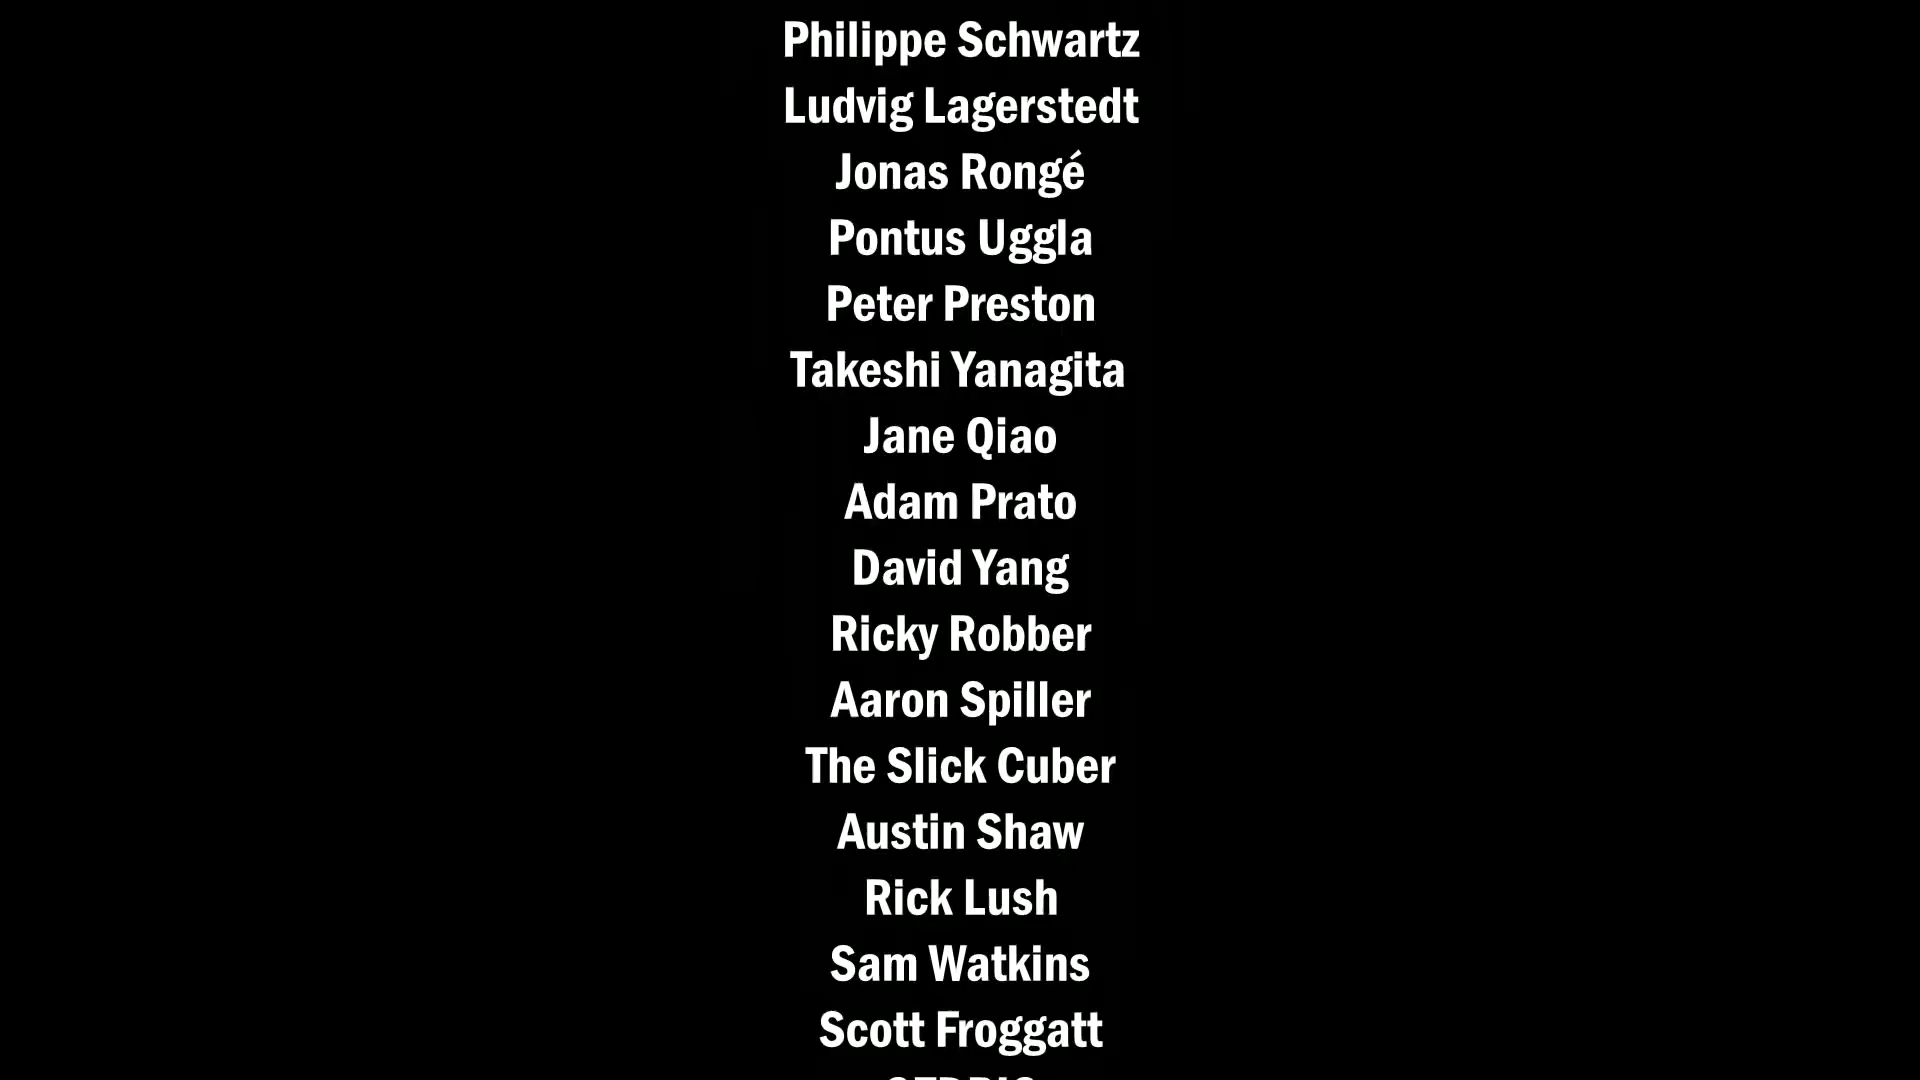 Philippe Schwartz
Ludvig Lagerstedt
Jonas Rongé
Pontus Uggla
Peter Preston
Takeshi Yanagita
Jane Qiao
Adam Prato
David Yang
Ricky Robber
Aaron Spiller
The Slick Cuber
Austin Shaw
Rick Lush
Sam Watkins
Scott Froggatt